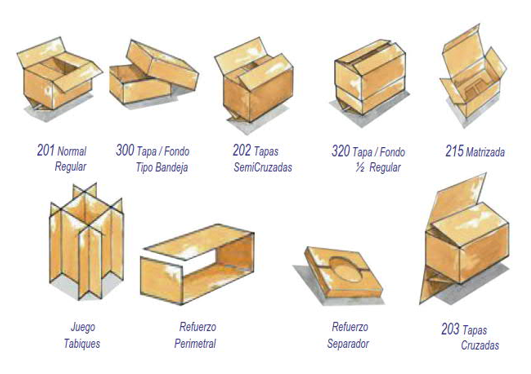 201 Normal
Regular
300 Tapa / Fondo
Tipo Bandeja
202 Tapas
SemiCruzadas
320 Tapa / Fondo
½ Regular
215 Matrizada
Juego
Tabiques
Refuerzo
Perimetral
Refuerzo
Separador
203 Tapas
Cruzadas